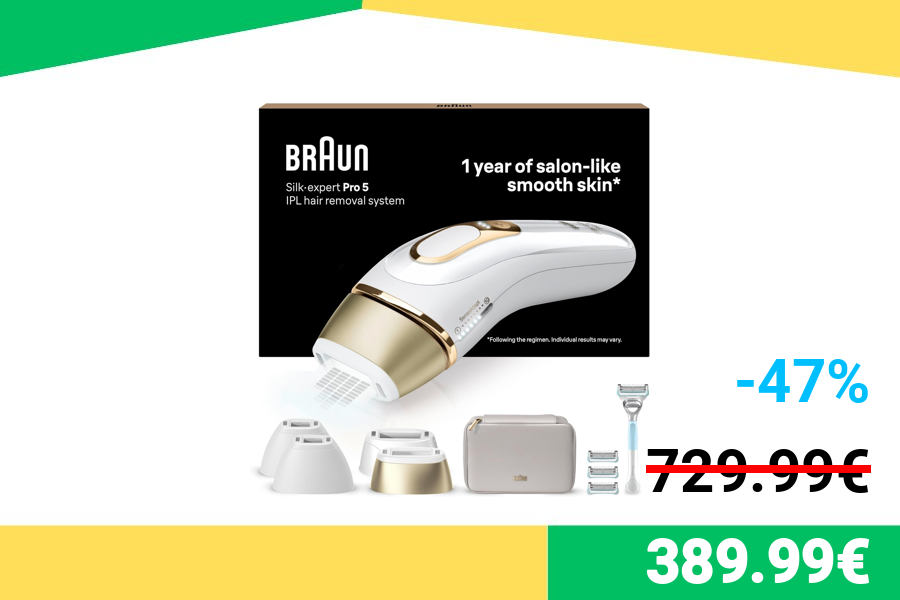 BRAUN
BRAUN
Silk·expert Pro 5
IPL hair removal system
1 year of salon-like
smooth skin*
*Following the regimen. Individual results may vary.
-47%
729.99€
389.99€